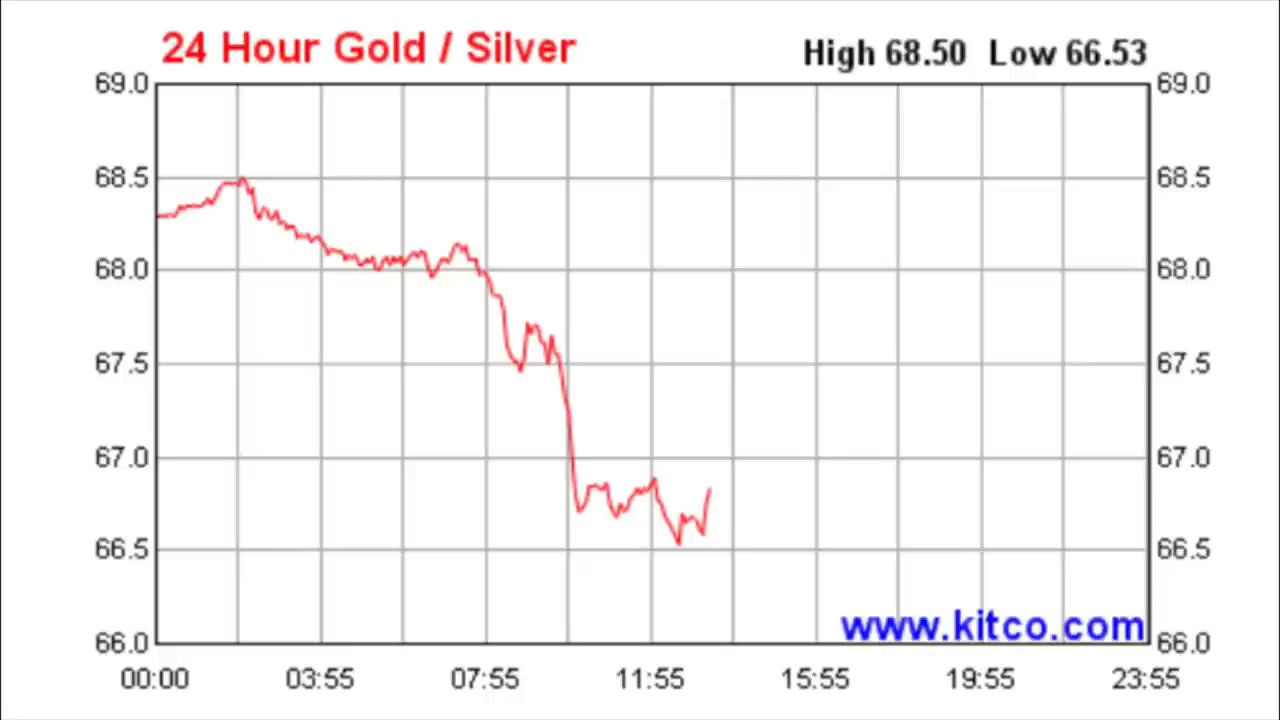 24 Hour Gold / Silver
High 68.50 Low 66.53
69.0 69.0
68.5 68.5
68.0 68.0
67.5 67.5
67.0 67.0
66.5 66.5
www.kitco.com
66.0 66.0
00:00 03:55 07:55 11:55 15:55 19:55 23:55